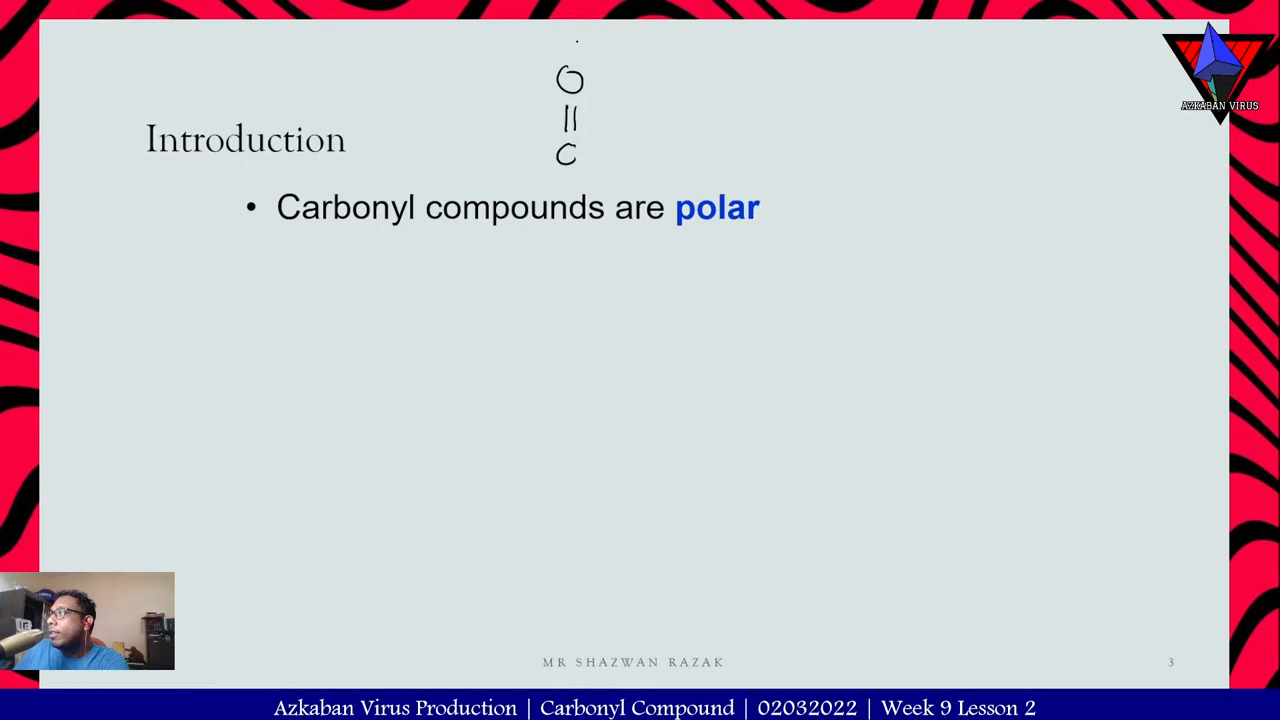 O
||
C
AZKABAN VIRUS
Introduction
• Carbonyl compounds are polar
MR SHAZWAN RAZAK
3
Azkaban Virus Production | Carbonyl Compound | 02032022 | Week 9 Lesson 2